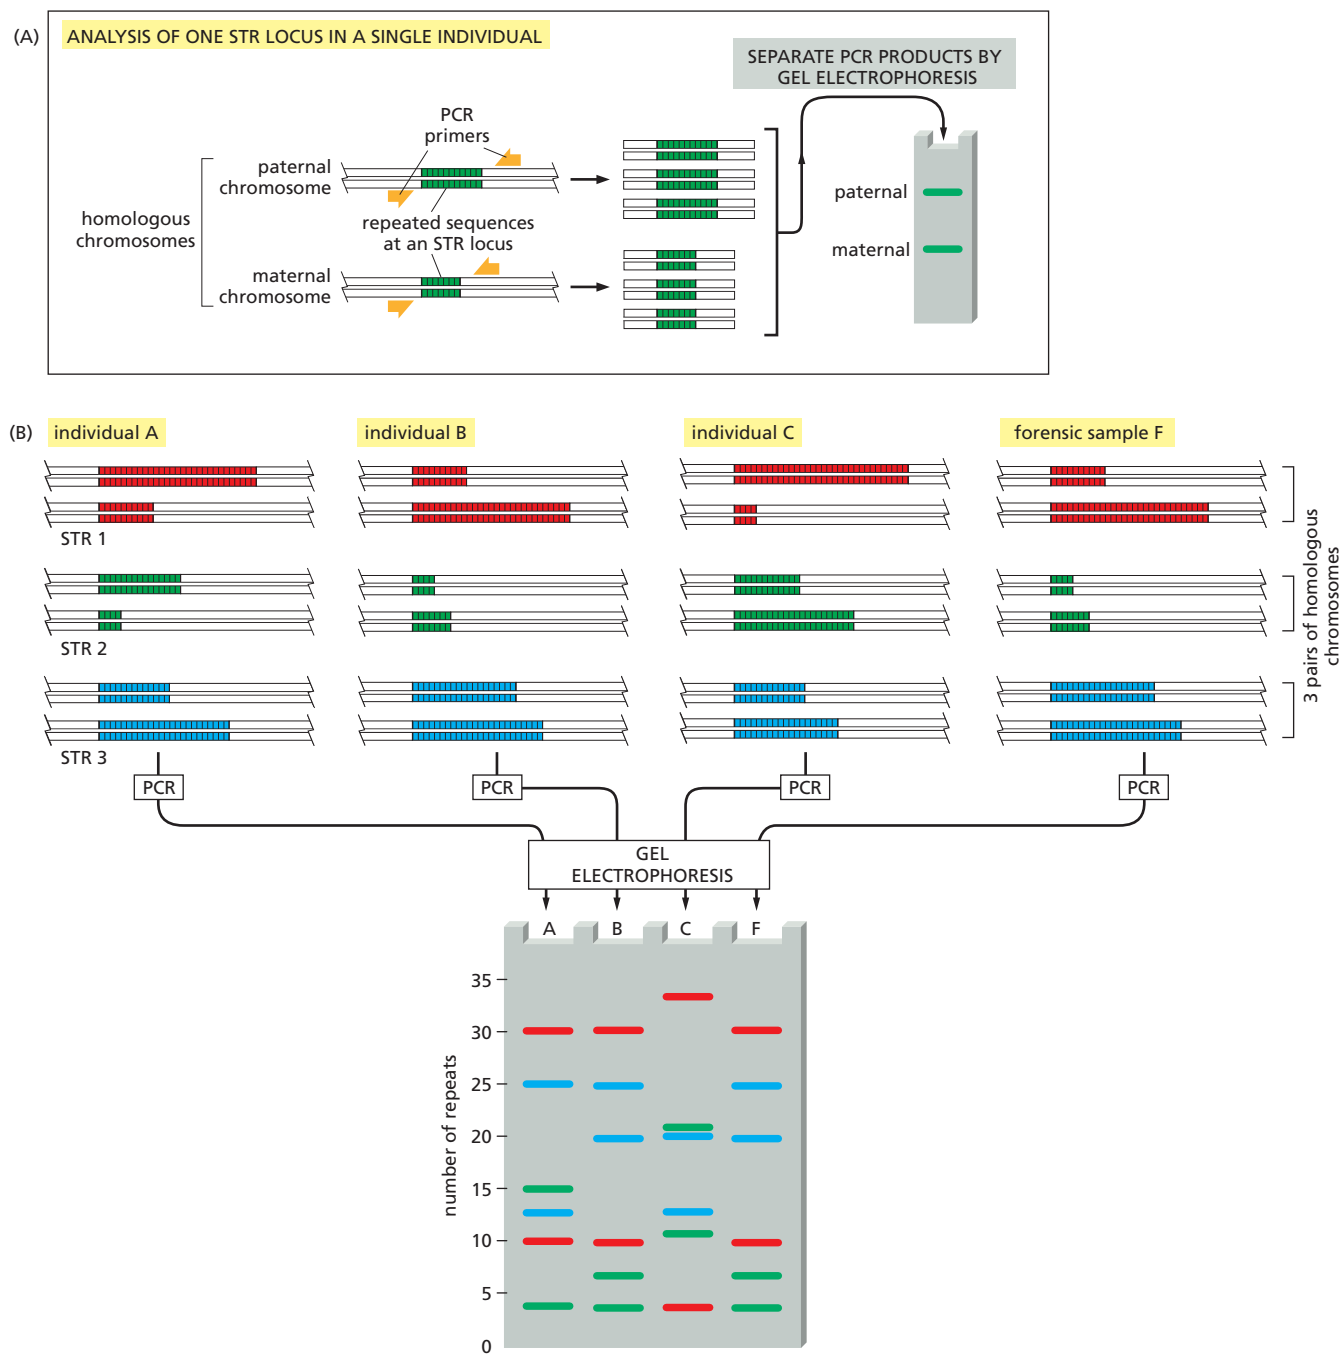 (A)
ANALYSIS OF ONE STR LOCUS IN A SINGLE INDIVIDUAL
SEPARATE PCR PRODUCTS BY
GEL ELECTROPHORESIS
PCR
primers
paternal
chromosome
homologous
chromosomes
repeated sequences
at an STR locus
maternal
chromosome
paternal
maternal
(B)
individual A
individual B
individual C
forensic sample F
STR 1
STR 2
STR 3
3 pairs of homologous
chromosomes
PCR
PCR
PCR
PCR
GEL
ELECTROPHORESIS
A
B
C
F
number of repeats
35
30
25
20
15
10
5
0